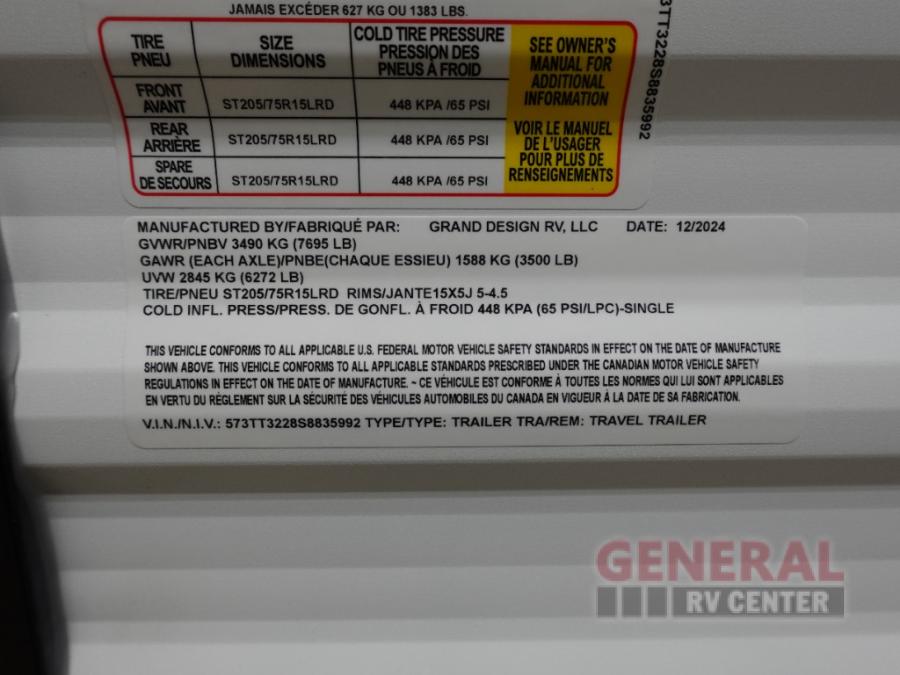 JAMAIS EXCÉDER 627 KG OU 1383 LBS.
TIRE
PNEU
SIZE
DIMENSIONS
COLD TIRE PRESSURE
PRESSION DES
PNEUS À FROID
SEE OWNER'S
MANUAL FOR
ADDITIONAL
INFORMATION
VOIR LE MANUEL
DE L'USAGER
POUR PLUS DE
RENSEIGNEMENTS
FRONT
AVANT
ST205/75R15LRD
448 KPA /65 PSI
REAR
ARRIÈRE
ST205/75R15LRD
448 KPA /65 PSI
SPARE
DE SECOURS
ST205/75R15LRD
448 KPA /65 PSI
3TT3228S8835992
MANUFACTURED BY/FABRIQUÉ PAR: GRAND DESIGN RV, LLC DATE: 12/2024
GVWR/PNBV 3490 KG (7695 LB)
GAWR (EACH AXLE)/PNBE(CHAQUE ESSIEU) 1588 KG (3500 LB)
UVW 2845 KG (6272 LB)
TIRE/PNEU ST205/75R15LRD RIMS/JANTE15X5J 5-4.5
COLD INFL. PRESS/PRESS. DE GONFL. À FROID 448 KPA (65 PSI/LPC)-SINGLE
THIS VEHICLE CONFORMS TO ALL APPLICABLE U.S. FEDERAL MOTOR VEHICLE SAFETY STANDARDS IN EFFECT ON THE DATE OF MANUFACTURE
SHOWN ABOVE. THIS VEHICLE CONFORMS TO ALL APPLICABLE STANDARDS PRESCRIBED UNDER THE CANADIAN MOTOR VEHICLE SAFETY
REGULATIONS IN EFFECT ON THE DATE OF MANUFACTURE. ~ CE VÉHICULE EST CONFORME À TOUTES LES NORMES QUI LUI SONT APPLICABLES
EN VERTU DU RÈGLEMENT SUR LA SÉCURITÉ DES VÉHICULES AUTOMOBILES DU CANADA EN VIGUEUR À LA DATE DE SA FABRICATION.
V.I.N./N.I.V.: 573TT3228S8835992 TYPE/TYPE: TRAILER TRA/REM: TRAVEL TRAILER
GENERAL
RV CENTER